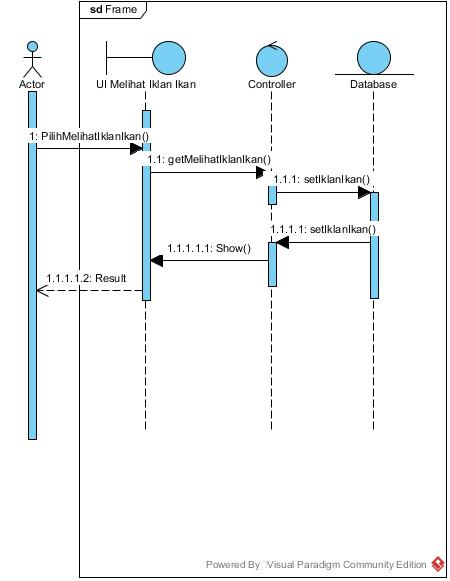 sd Frame
Actor
UI Melihat Iklan Ikan
Controller
Database
1: PilihMelihatIklanIkan()
1.1: getMelihatIklanIkan()
1.1.1: setIklanIkan()
1.1.1.1: setIklanIkan()
1.1.1.1.1: Show()
1.1.1.1.2: Result
Powered By Visual Paradigm Community Edition